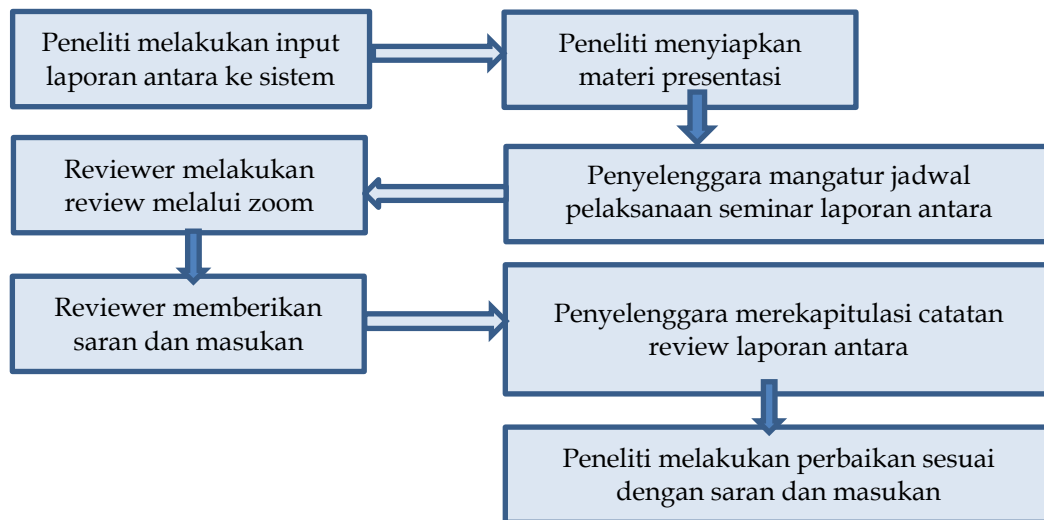 Peneliti melakukan input
laporan antara ke sistem
Peneliti menyiapkan
materi presentasi
Penyelenggara mangatur jadwal
pelaksanaan seminar laporan antara
Reviewer melakukan
review melalui zoom
Reviewer memberikan
saran dan masukan
Penyelenggara merekapitulasi catatan
review laporan antara
Peneliti melakukan perbaikan sesuai
dengan saran dan masukan